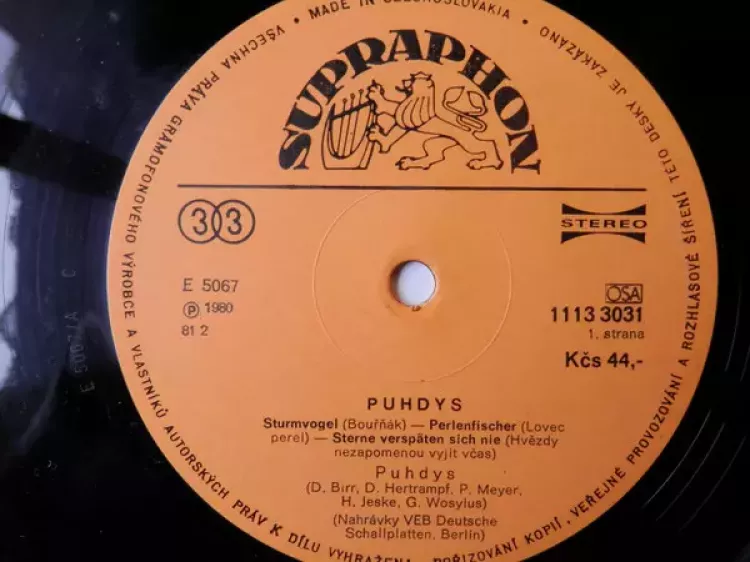 VŠECHNA PRÁVA GRAMOFONOVÉHO VÝROBCE A VLASTNÍKŮ AUTORSKÝCH PRÁV K DÍLU VYHRAŽENA. POŘIZOVÁNÍ KOPIÍ, VEŘEJNÉ PROVOZOVÁNÍ A ROZHLASOVÉ ŠÍŘENÍ TÉTO DESKY JE ZAKÁZÁNO • MADE IN CZECHOSLOVAKIA •
SUPRAPHON
33
STEREO
E 5067
Ⓟ 1980
81 2
OSA
1113 3031
1. strana
Kčs 44,-
PUHDYS
Sturmvogel (Bouřňák) — Perlenfischer (Lovec
perel) — Sterne verspäten sich nie (Hvězdy
nezapomenou vyjít včas)
Puhdys
(D. Birr, D. Hertrampf, P. Meyer,
H. Jeske, G. Wosylus)
(Nahrávky VEB Deutsche
Schallplatten, Berlin)